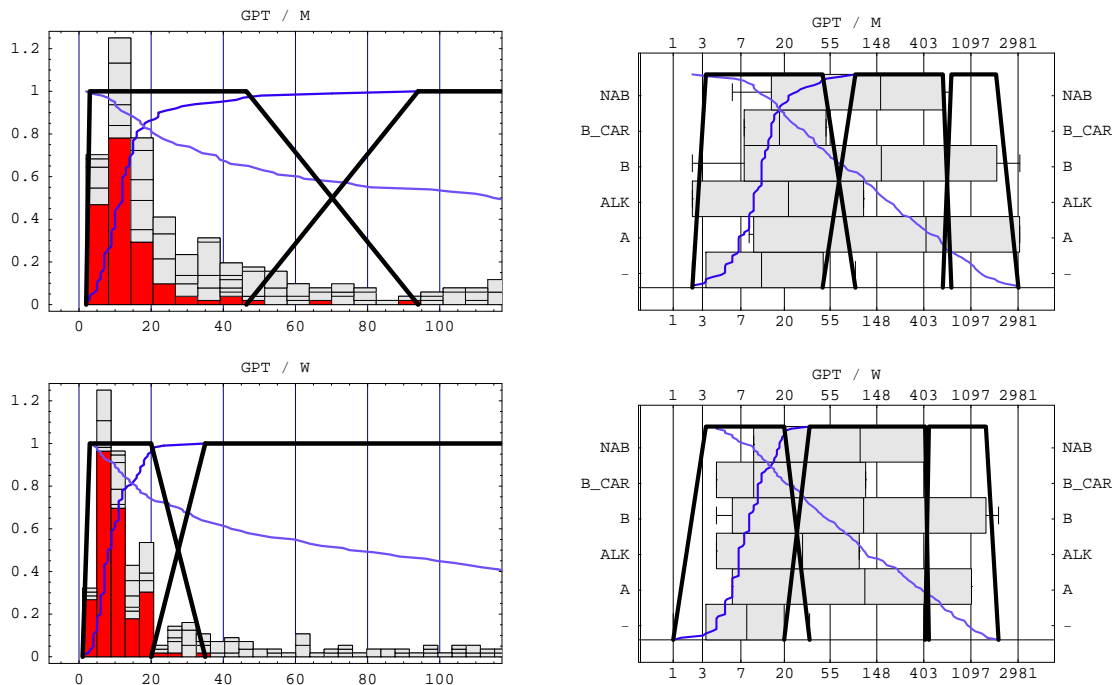 GPT / M
1.2
1
0.8
0.6
0.4
0.2
0
0 20 40 60 80 100
GPT / M
1 3 7 20 55 148 403 1097 2981
NAB NAB
B_CAR B_CAR
B B
ALK ALK
A A
– –
1 3 7 20 55 148 403 1097 2981
GPT / W
1.2
1
0.8
0.6
0.4
0.2
0
0 20 40 60 80 100
GPT / W
1 3 7 20 55 148 403 1097 2981
NAB NAB
B_CAR B_CAR
B B
ALK ALK
A A
– –
1 3 7 20 55 148 403 1097 2981